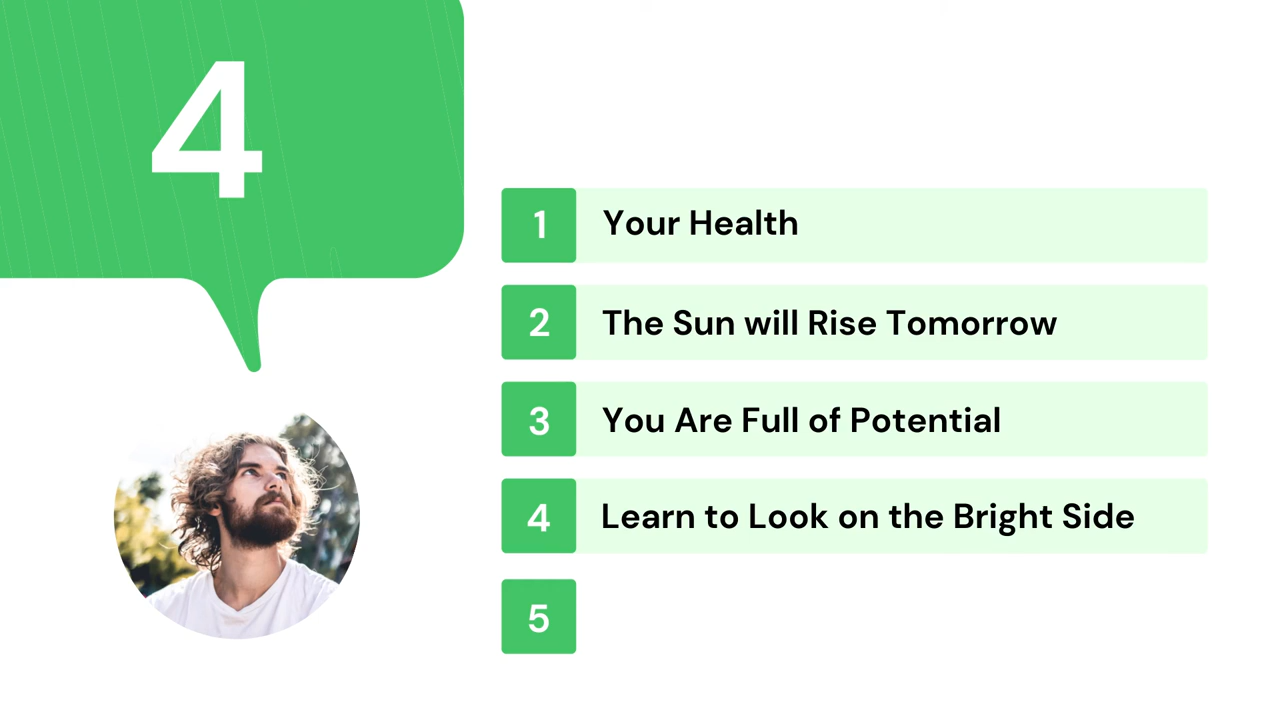 4
1 Your Health
2 The Sun will Rise Tomorrow
3 You Are Full of Potential
4 Learn to Look on the Bright Side
5